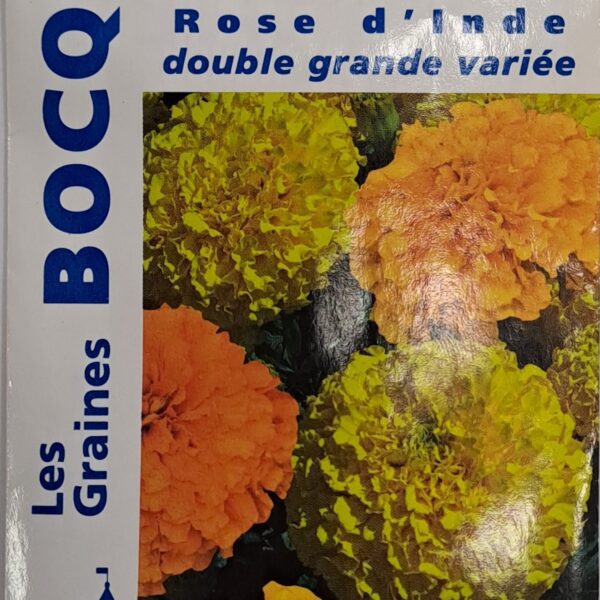 Rose d'Inde
double grande variée
Les
Graines
BOCQ